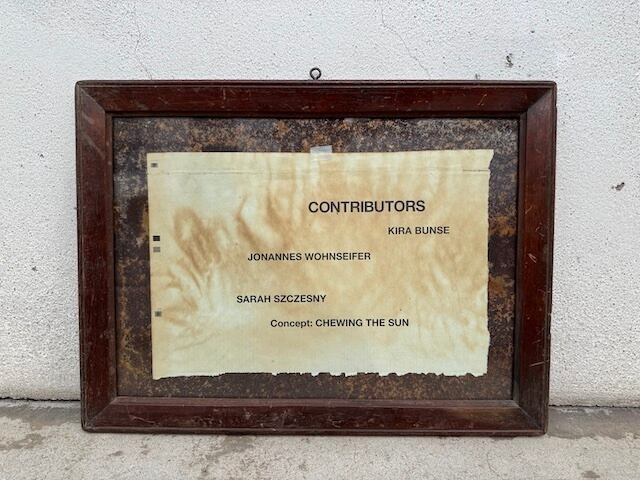 CONTRIBUTORS
KIRA BUNSE
JONANNES WOHNSEIFER
SARAH SZCZESNY
Concept: CHEWING THE SUN